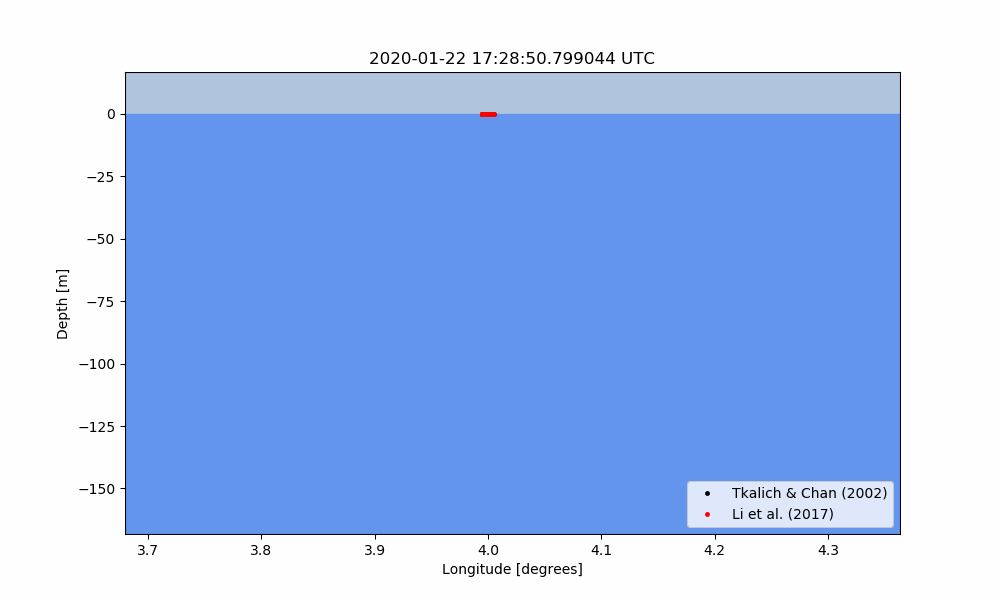 2020-01-22 17:28:50.799044 UTC
0
−25
−50
−75
−100
−125
−150
Depth [m]
Tkalich & Chan (2002)
Li et al. (2017)
3.7 3.8 3.9 4.0 4.1 4.2 4.3
Longitude [degrees]